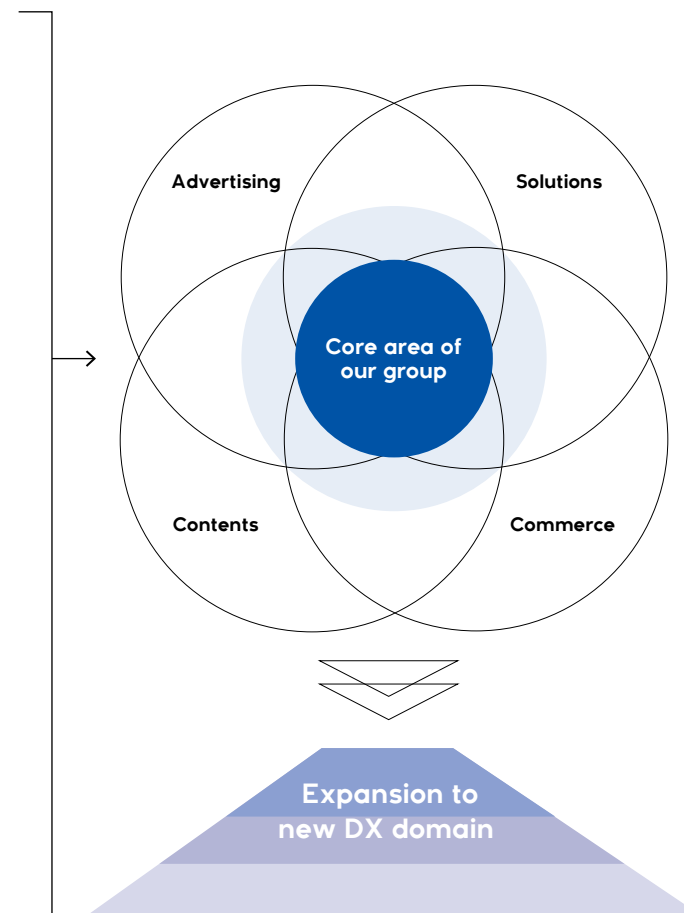 Advertising
Solutions
Core area of
our group
Contents
Commerce
Expansion to
new DX domain